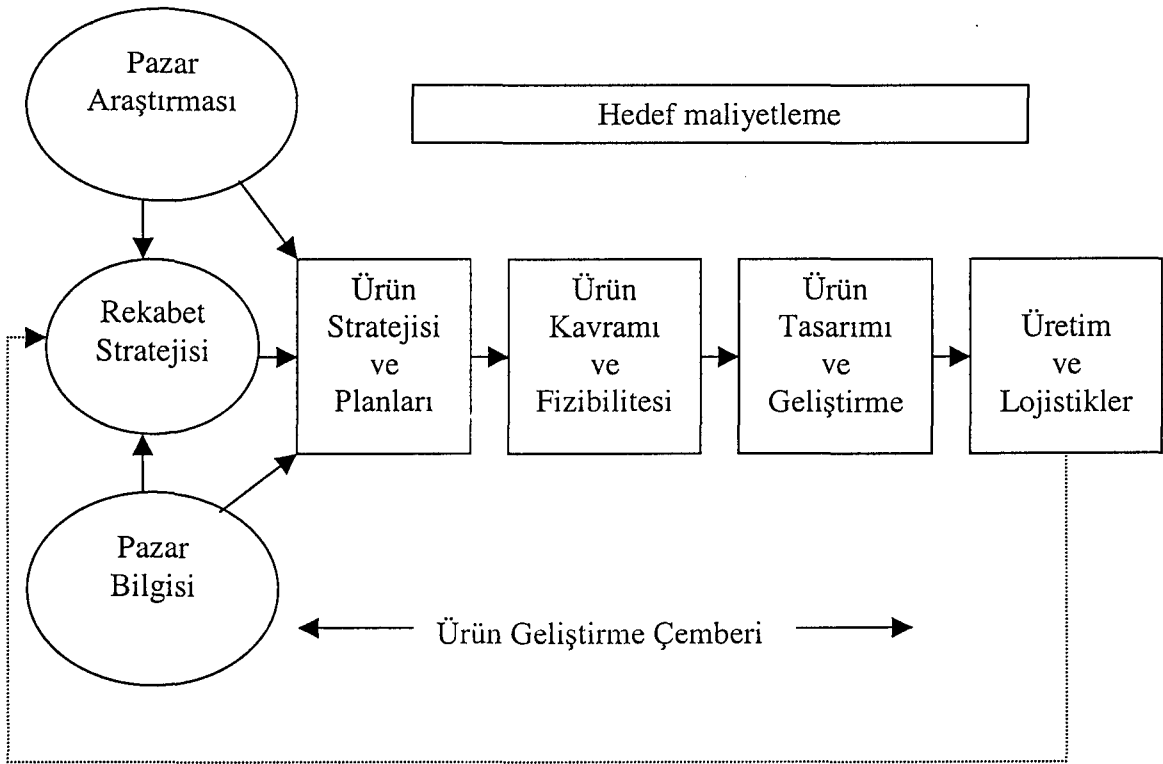 Pazar
Araştırması
Hedef maliyetleme
Rekabet
Stratejisi
Ürün
Stratejisi
ve
Planları
Ürün
Kavramı
ve
Fizibilitesi
Ürün
Tasarımı
ve
Geliştirme
Üretim
ve
Lojistikler
Pazar
Bilgisi
Ürün Geliştirme Çemberi